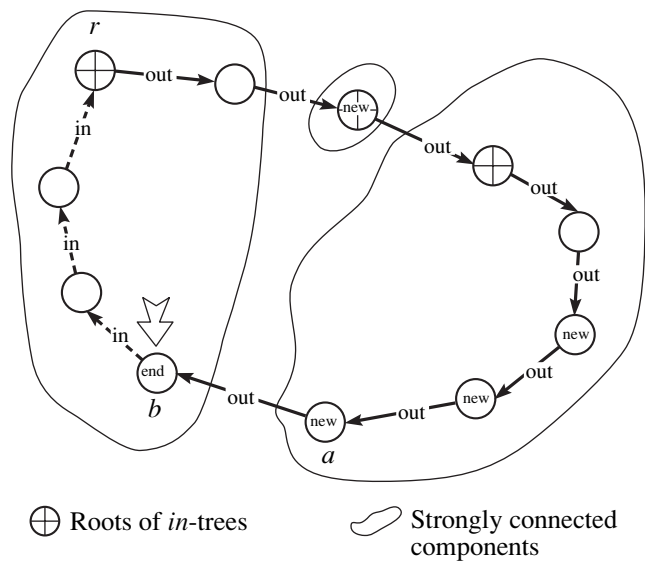 r
out
out
new
out
in
out
in
out
new
in
out
end
out
new
out
new
b
a
Roots of in-trees
Strongly connected
components